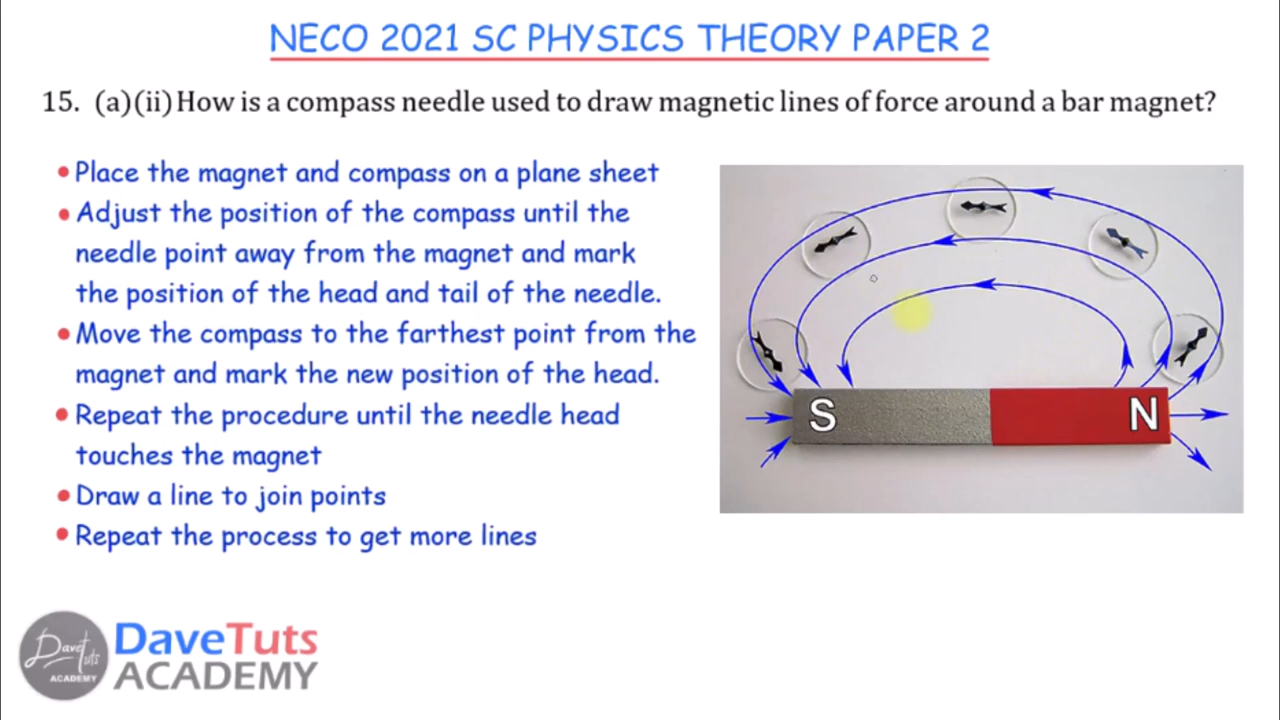 NECO 2021 SC PHYSICS THEORY PAPER 2
15. (a)(ii) How is a compass needle used to draw magnetic lines of force around a bar magnet?
• Place the magnet and compass on a plane sheet
• Adjust the position of the compass until the
needle point away from the magnet and mark
the position of the head and tail of the needle.
• Move the compass to the farthest point from the
magnet and mark the new position of the head.
• Repeat the procedure until the needle head
touches the magnet
• Draw a line to join points
• Repeat the process to get more lines
S
N
Dave
Tuts
ACADEMY
DaveTuts
ACADEMY